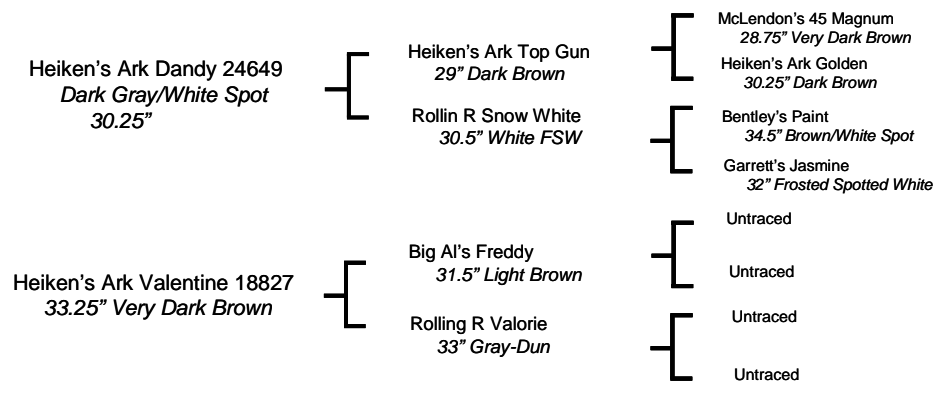 Heiken’s Ark Dandy 24649
Dark Gray/White Spot
30.25”
Heiken’s Ark Top Gun
29” Dark Brown
Rollin R Snow White
30.5” White FSW
McLendon’s 45 Magnum
28.75” Very Dark Brown
Heiken’s Ark Golden
30.25” Dark Brown
Bentley’s Paint
34.5” Brown/White Spot
Garrett’s Jasmine
32” Frosted Spotted White
Heiken’s Ark Valentine 18827
33.25” Very Dark Brown
Big Al’s Freddy
31.5” Light Brown
Rolling R Valorie
33” Gray-Dun
Untraced
Untraced
Untraced
Untraced